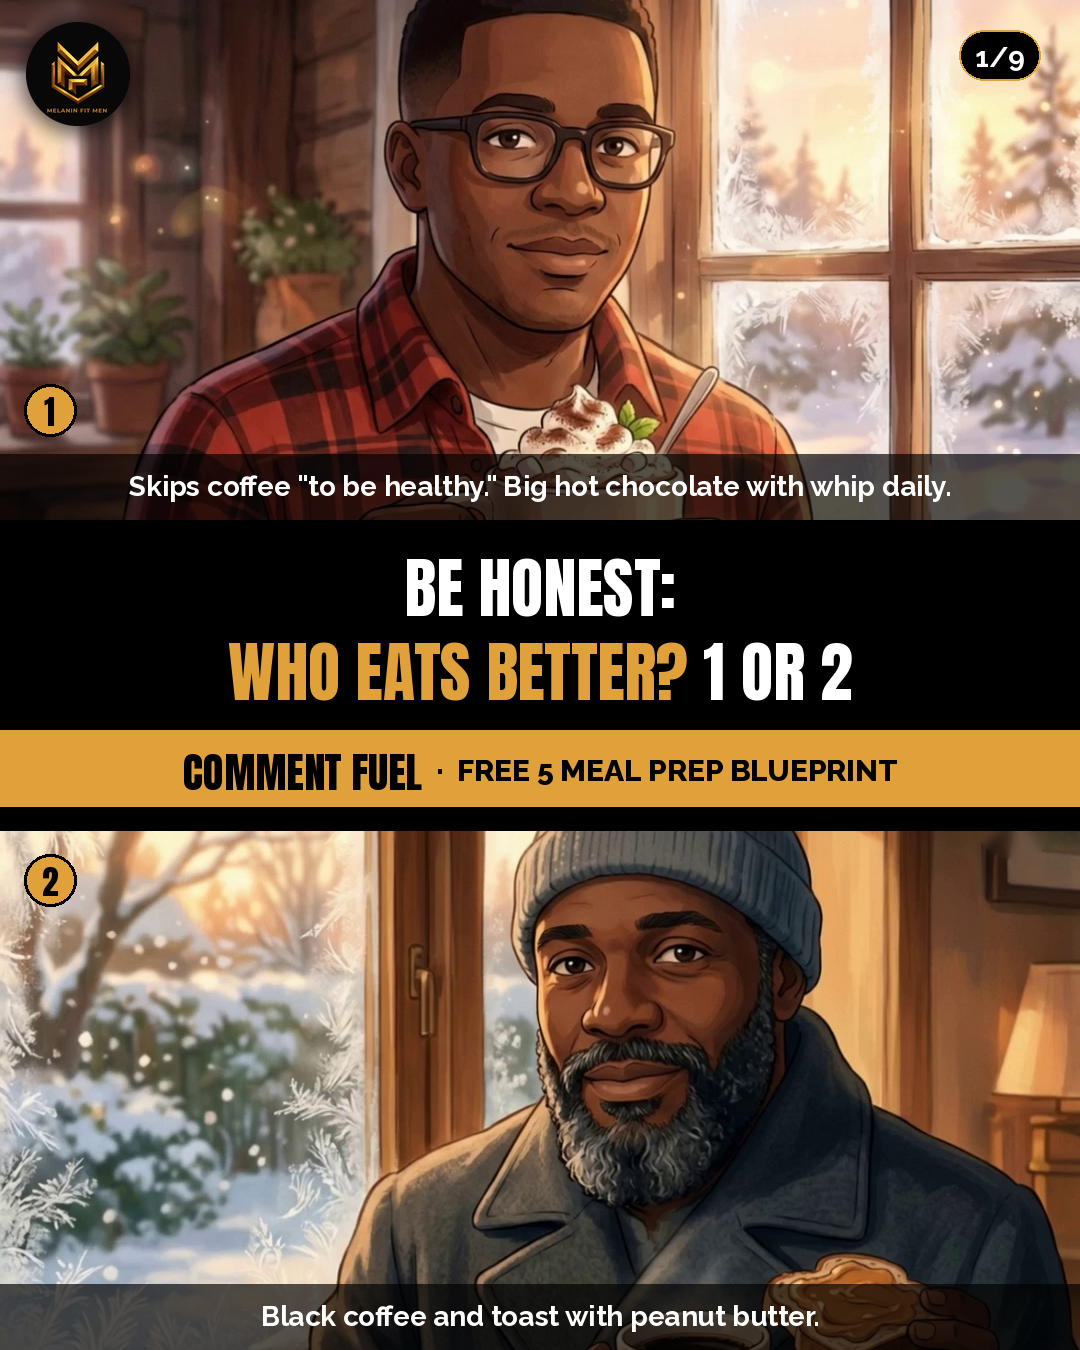 MELANIN FIT MEN
1/9
1
Skips coffee "to be healthy." Big hot chocolate with whip daily.
BE HONEST:
WHO EATS BETTER? 1 OR 2
COMMENT FUEL · FREE 5 MEAL PREP BLUEPRINT
2
Black coffee and toast with peanut butter.